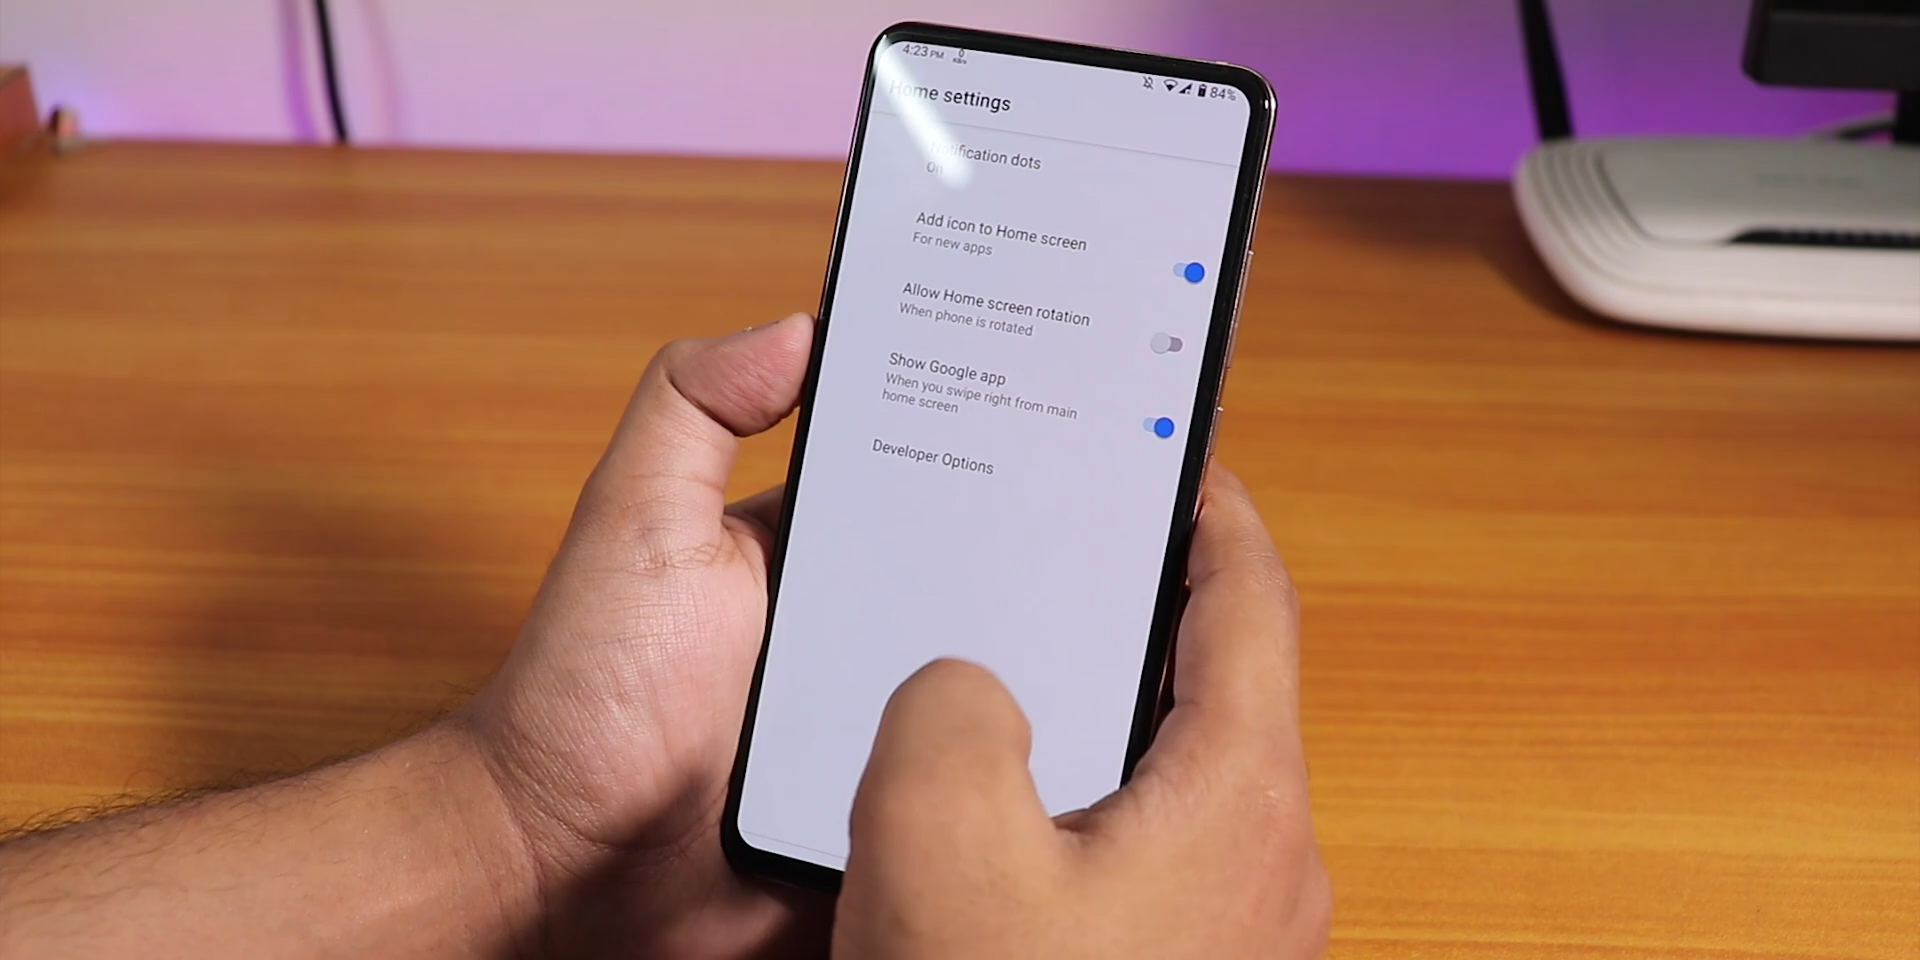 4:23 PM 0 KB/s 84%
Home settings
Notification dots
On
Add icon to Home screen
For new apps
Allow Home screen rotation
When phone is rotated
Show Google app
When you swipe right from main
home screen
Developer Options